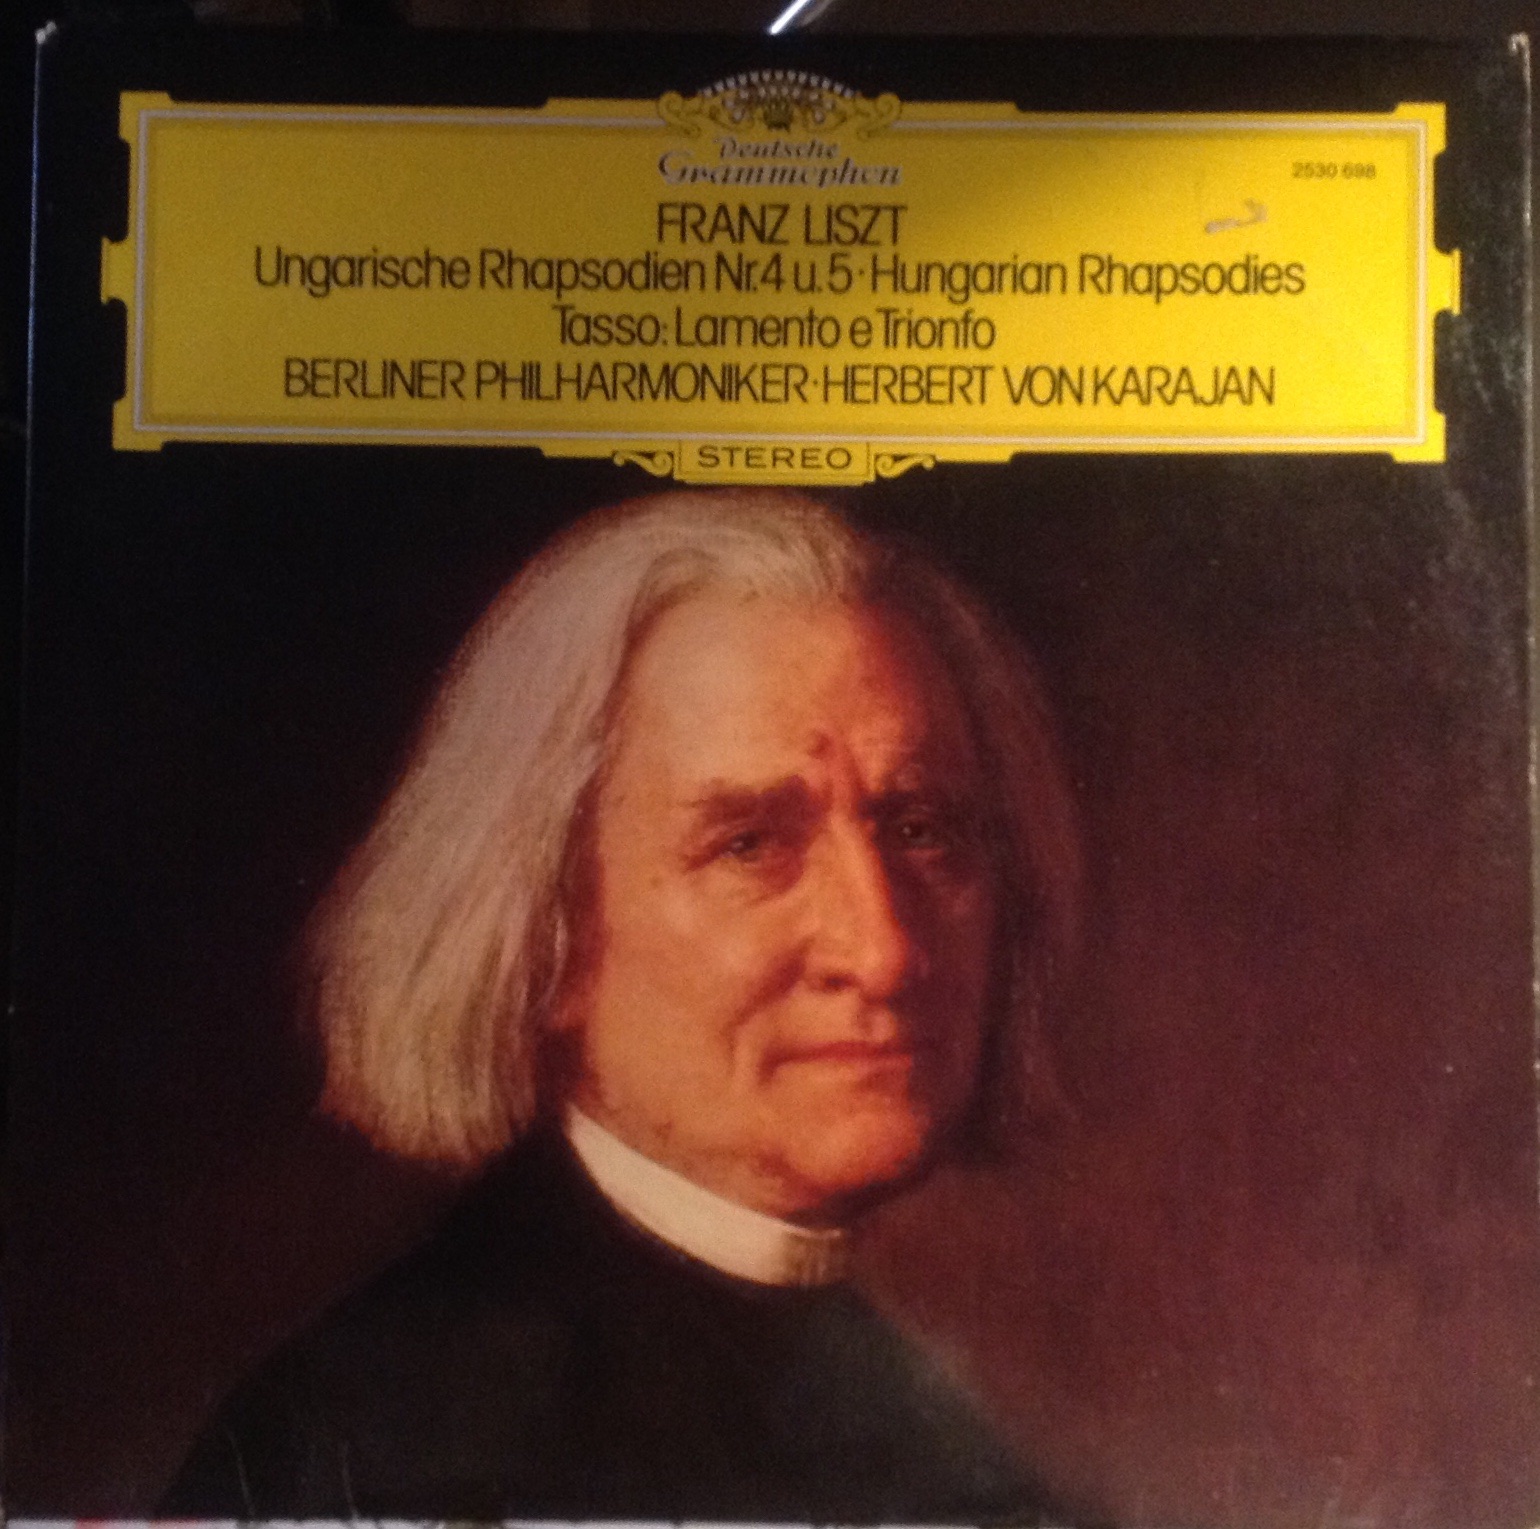 Deutsche
Grammophon
2530 698
FRANZ LISZT
Ungarische Rhapsodien Nr.4 u.5·Hungarian Rhapsodies
Tasso: Lamento e Trionfo
BERLINER PHILHARMONIKER·HERBERT VON KARAJAN
STEREO